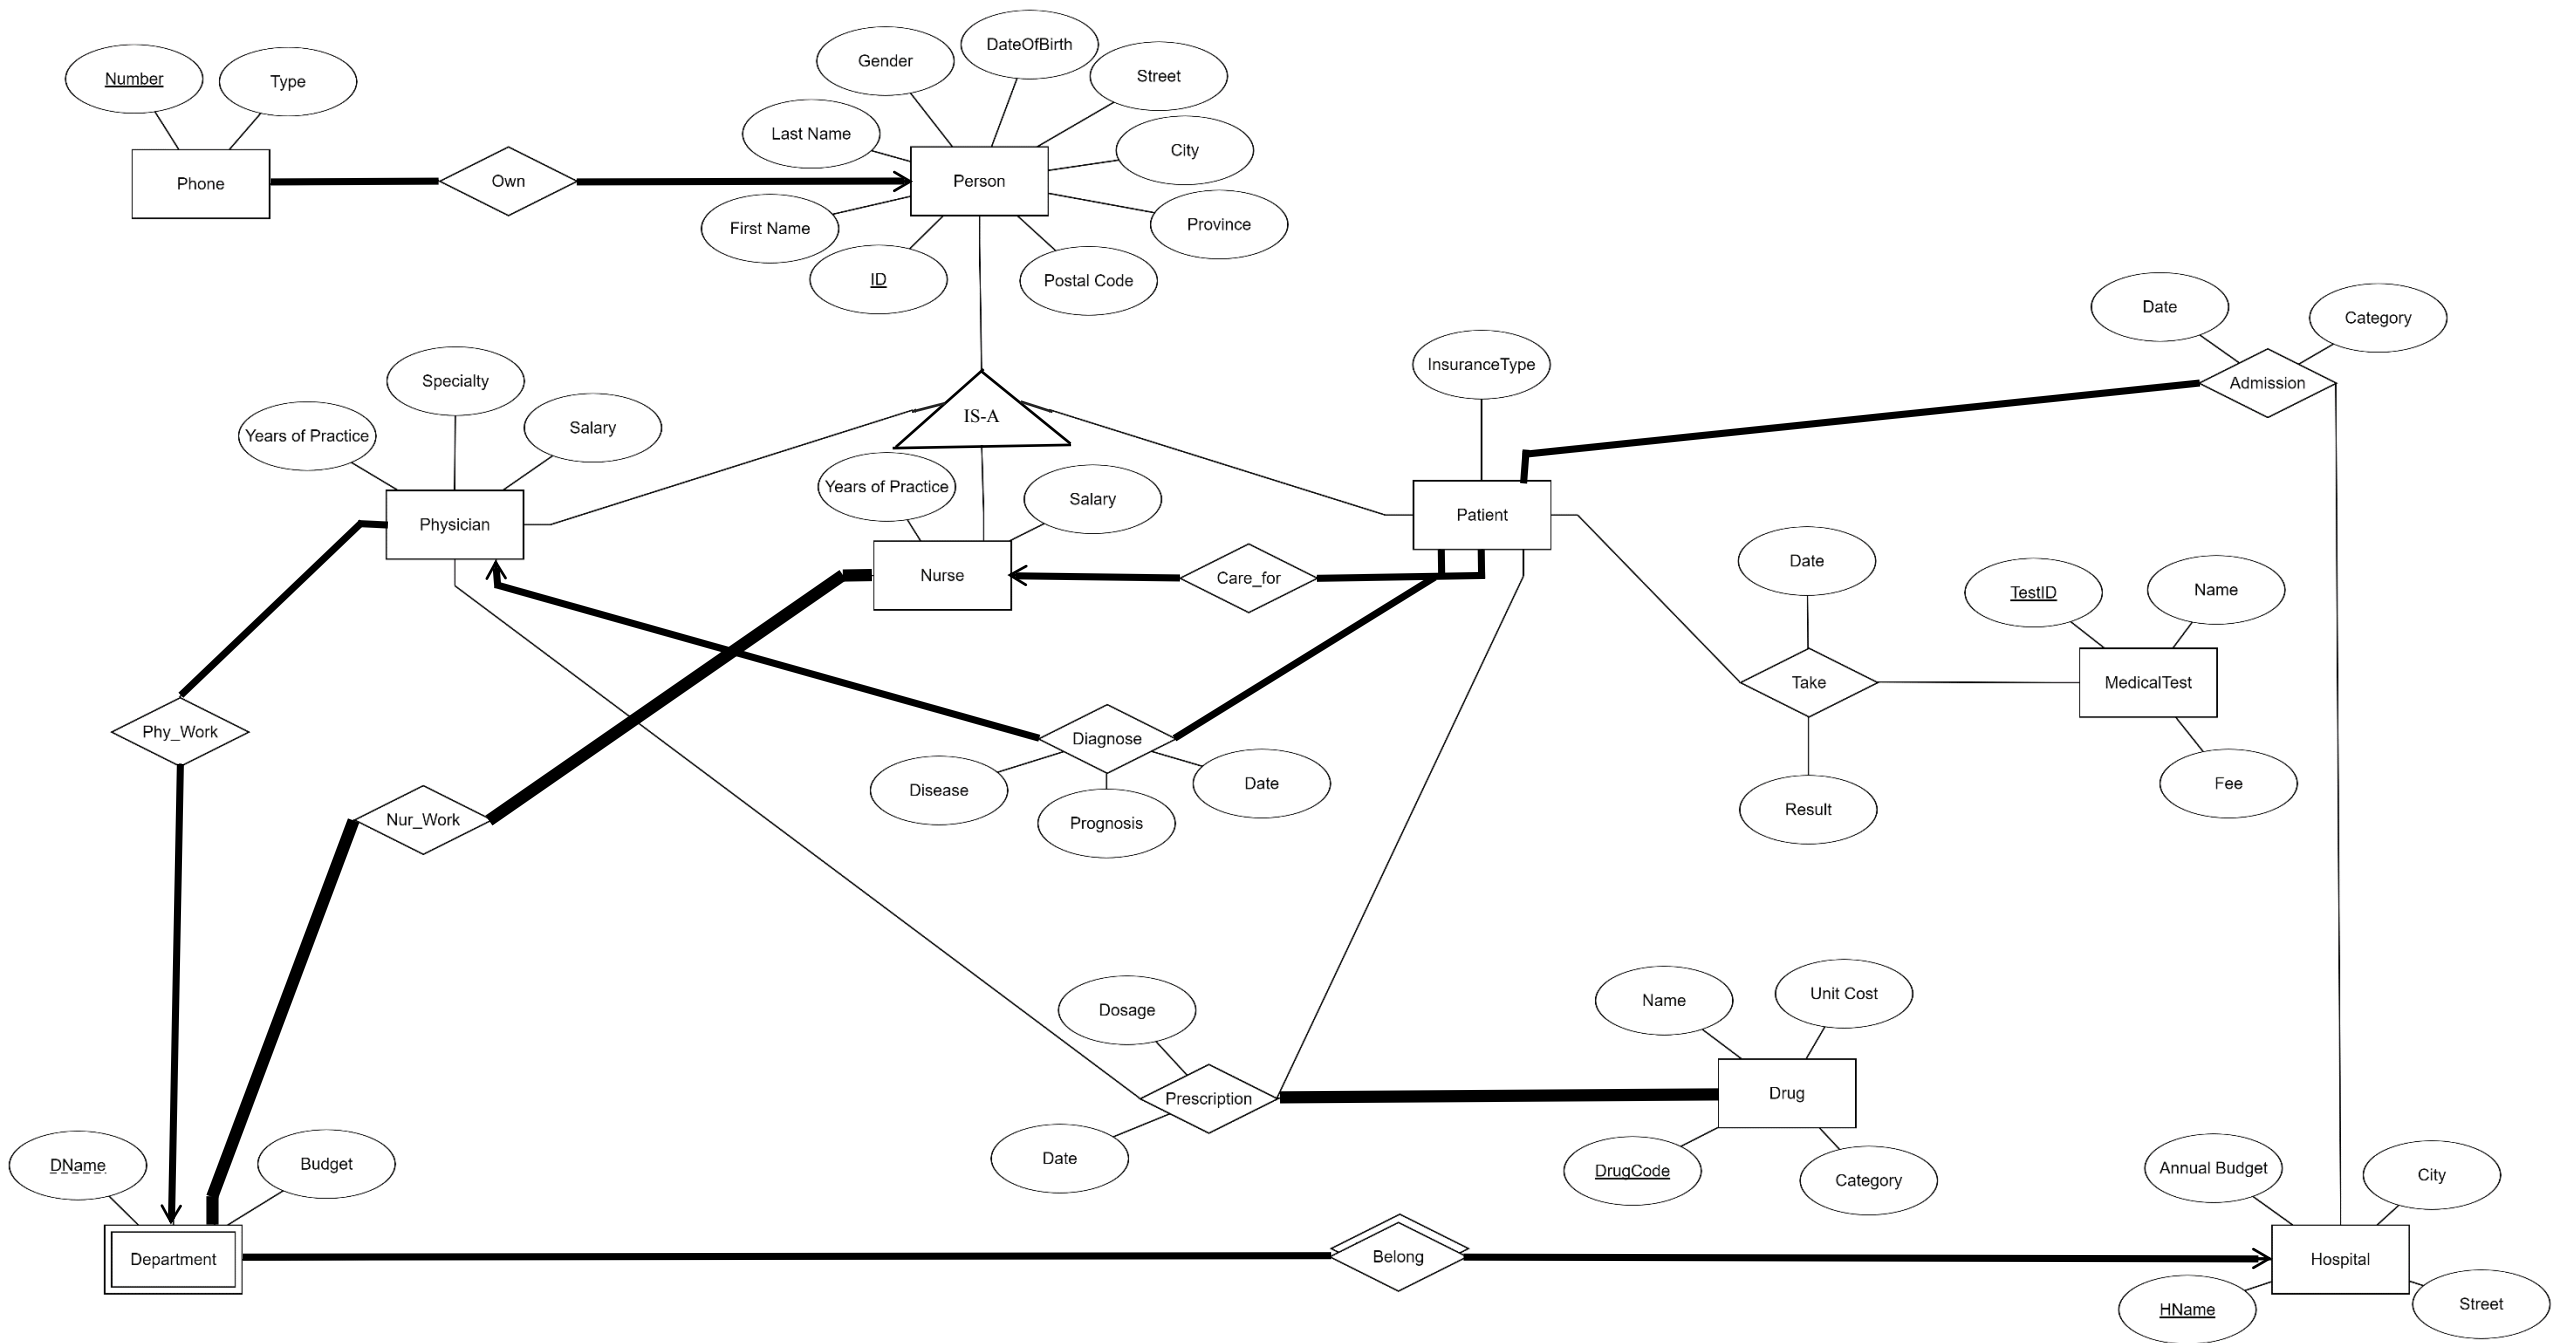 DateOfBirth
Gender
Street
Number
Type
Last Name
City
Phone
Own
Person
First Name
Province
ID
Postal Code
Date
Category
InsuranceType
Admission
Specialty
Years of Practice
Salary
IS-A
Years of Practice
Salary
Physician
Patient
Nurse
Care_for
Date
TestID
Name
Take
MedicalTest
Phy_Work
Diagnose
Nur_Work
Disease
Prognosis
Date
Result
Fee
Dosage
Name
Unit Cost
Prescription
Drug
Date
DrugCode
Category
DName
Budget
Annual Budget
City
Department
Belong
Hospital
HName
Street